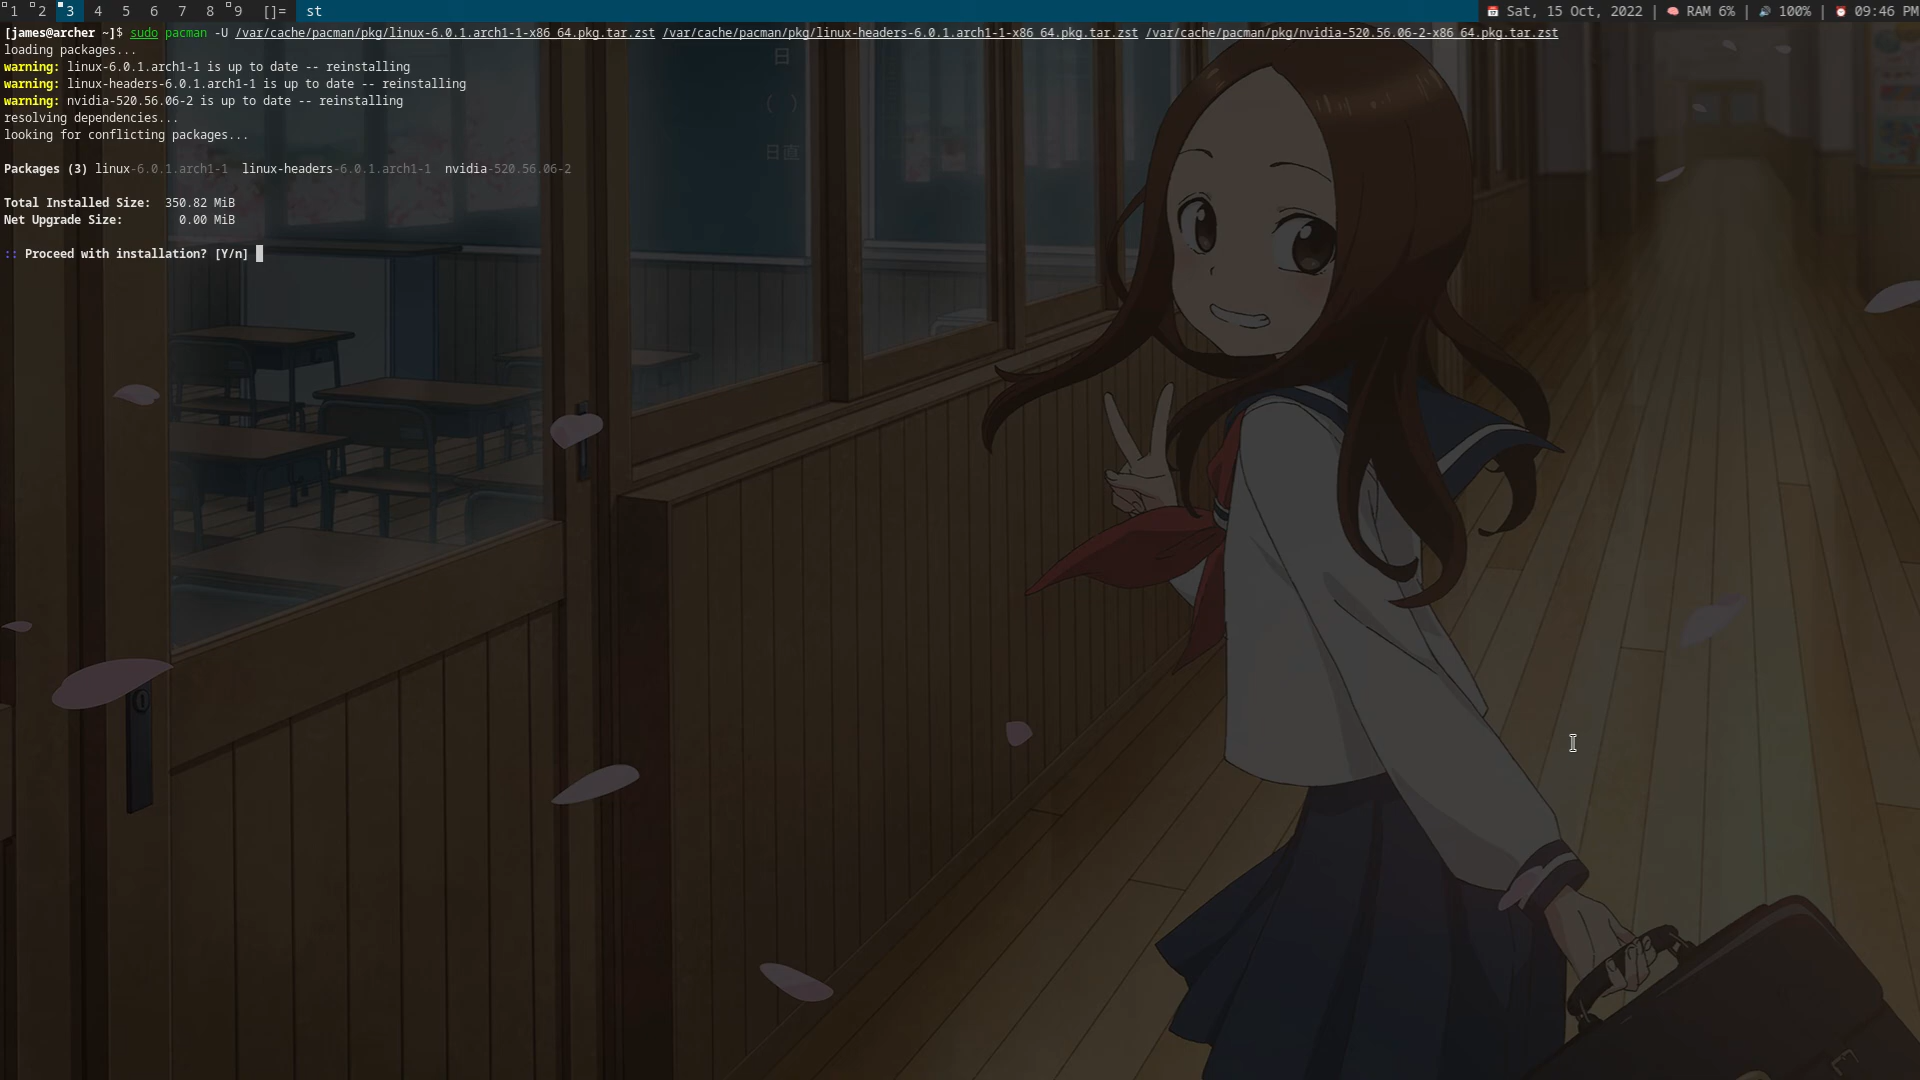 1 2 3 4 5 6 7 8 9 []= st Sat, 15 Oct, 2022 | RAM 6% | 100% | 09:46 PM
[james@archer ~]$ sudo pacman -U /var/cache/pacman/pkg/linux-6.0.1.arch1-1-x86_64.pkg.tar.zst /var/cache/pacman/pkg/linux-headers-6.0.1.arch1-1-x86_64.pkg.tar.zst /var/cache/pacman/pkg/nvidia-520.56.06-2-x86_64.pkg.tar.zst
loading packages...
warning: linux-6.0.1.arch1-1 is up to date -- reinstalling
warning: linux-headers-6.0.1.arch1-1 is up to date -- reinstalling
warning: nvidia-520.56.06-2 is up to date -- reinstalling
resolving dependencies...
looking for conflicting packages...
Packages (3) linux-6.0.1.arch1-1 linux-headers-6.0.1.arch1-1 nvidia-520.56.06-2
Total Installed Size: 350.82 MiB
Net Upgrade Size: 0.00 MiB
:: Proceed with installation? [Y/n]
日
( )
日直